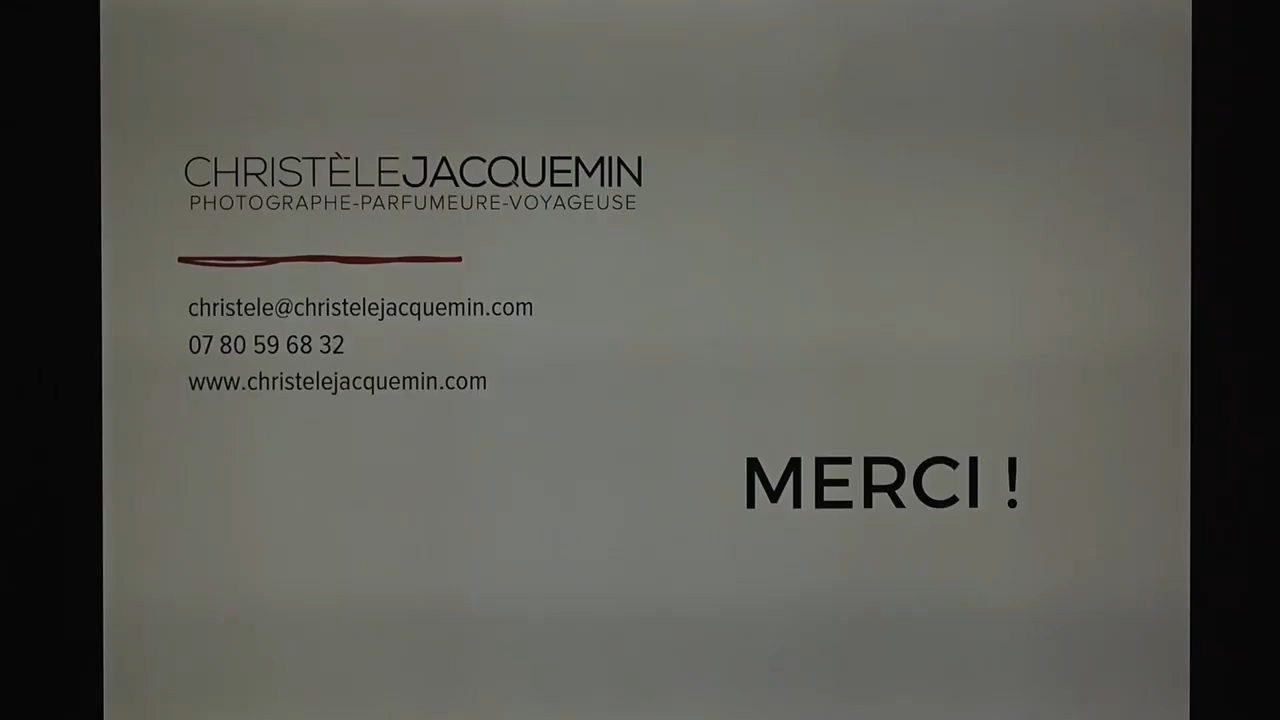 CHRISTÈLEJACQUEMIN
PHOTOGRAPHE-PARFUMEURE-VOYAGEUSE
christele@christelejacquemin.com
07 80 59 68 32
www.christelejacquemin.com
MERCI !